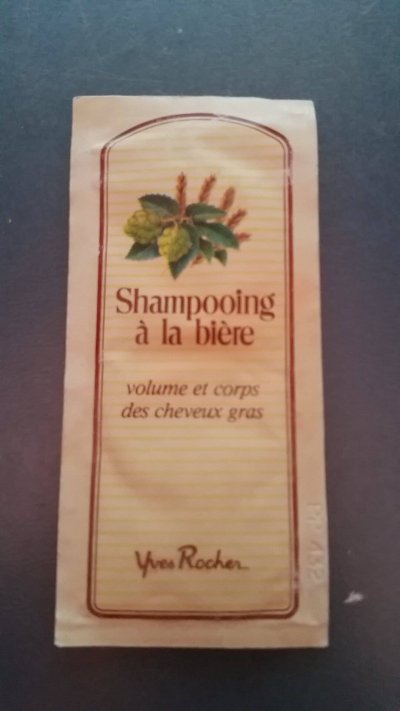 Shampooing
à la bière
volume et corps
des cheveux gras
Yves Rocher